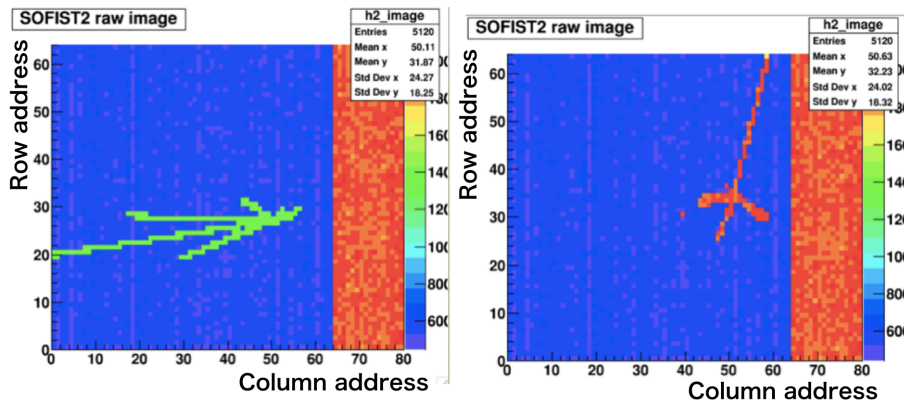 SOFIST2 raw image
h2_image
Entries 5120
Mean x 50.11
Mean y 31.87
Std Dev x 24.27
Std Dev y 18.25
Row address
60
50
40
30
20
10
0
0 10 20 30 40 50 60 70 80
Column address
160
140
120
100
800
600
SOFIST2 raw image
h2_image
Entries 5120
Mean x 50.63
Mean y 32.23
Std Dev x 24.02
Std Dev y 18.32
Row address
60
50
40
30
20
10
0
0 10 20 30 40 50 60 70 80
Column address
160
140
120
100
800
600